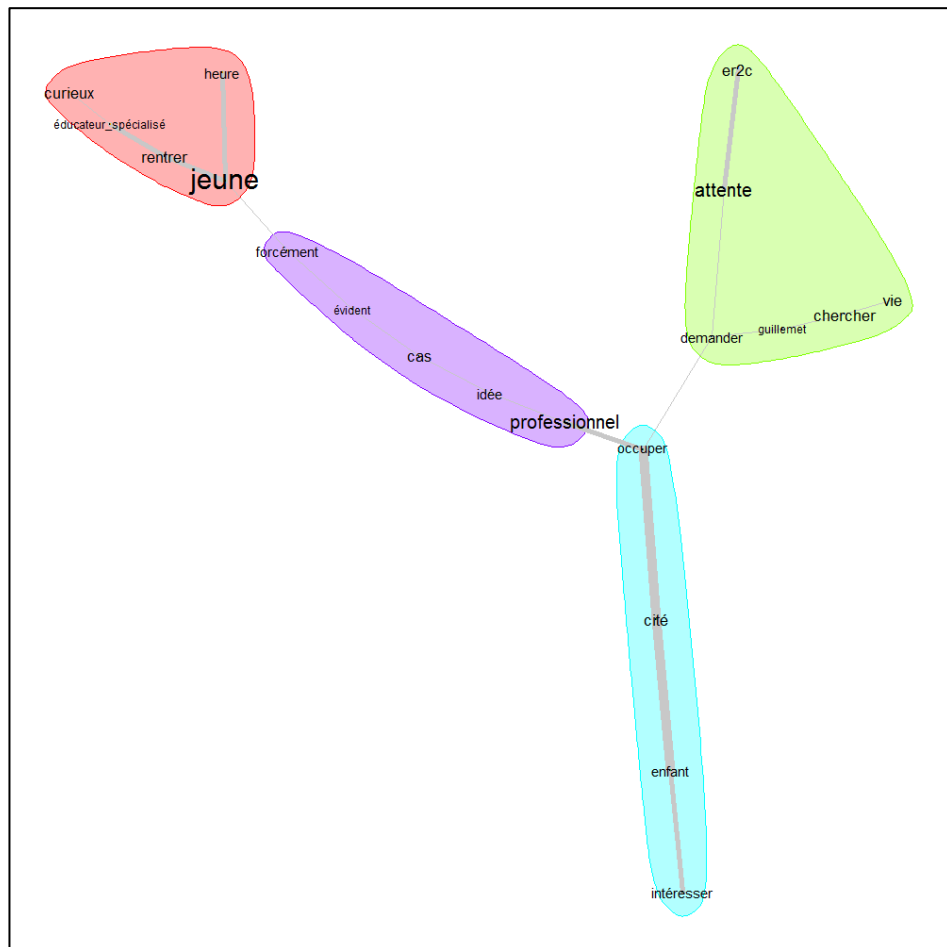 er2c
heure
curieux
éducateur_spécialisé
rentrer
jeune
attente
forcément
vie
évident
chercher
guillemet
demander
cas
idée
professionnel
occuper
cité
enfant
intéresser